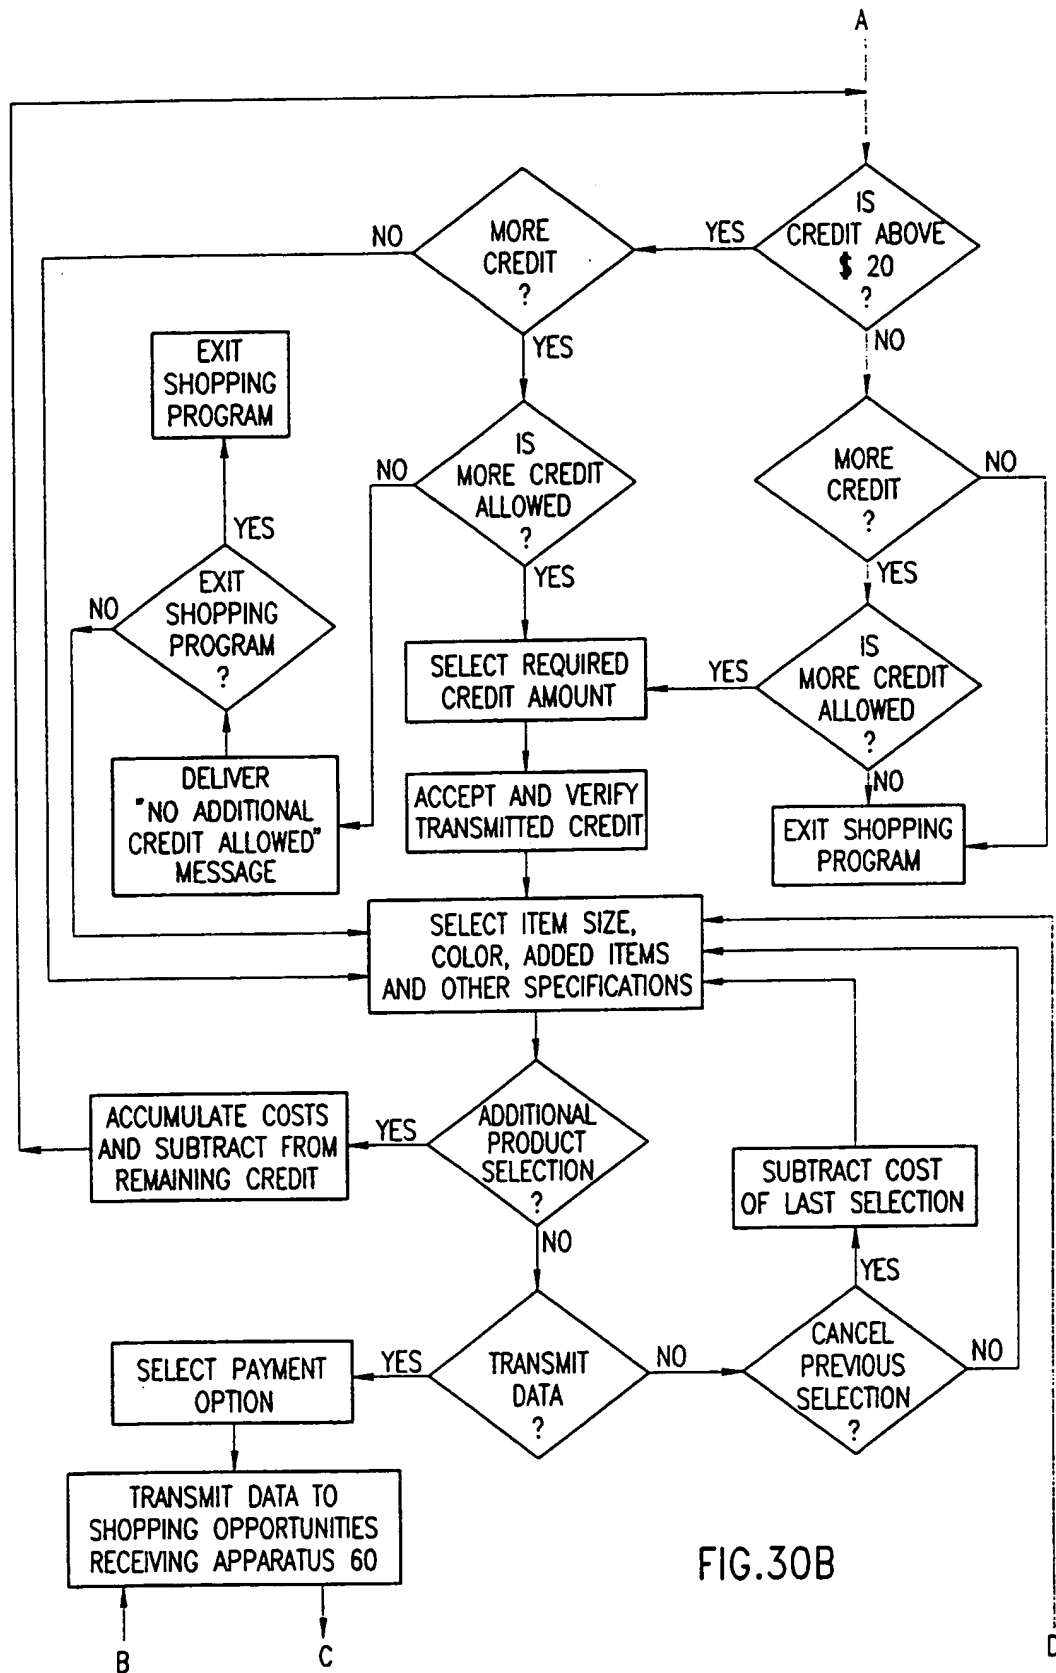 A
IS
CREDIT ABOVE
$ 20
?
YES
NO
MORE
CREDIT
?
NO
YES
EXIT
SHOPPING
PROGRAM
YES
IS
MORE CREDIT
ALLOWED
?
NO
YES
MORE
CREDIT
?
NO
YES
EXIT
SHOPPING
PROGRAM
?
NO
SELECT REQUIRED
CREDIT AMOUNT
YES
IS
MORE CREDIT
ALLOWED
?
NO
DELIVER
"NO ADDITIONAL
CREDIT ALLOWED"
MESSAGE
ACCEPT AND VERIFY
TRANSMITTED CREDIT
EXIT SHOPPING
PROGRAM
SELECT ITEM SIZE,
COLOR, ADDED ITEMS
AND OTHER SPECIFICATIONS
ACCUMULATE COSTS
AND SUBTRACT FROM
REMAINING CREDIT
YES
ADDITIONAL
PRODUCT
SELECTION
?
NO
SUBTRACT COST
OF LAST SELECTION
YES
SELECT PAYMENT
OPTION
YES
TRANSMIT
DATA
?
NO
CANCEL
PREVIOUS
SELECTION
?
NO
TRANSMIT DATA TO
SHOPPING OPPORTUNITIES
RECEIVING APPARATUS 60
FIG.30B
B
C
D